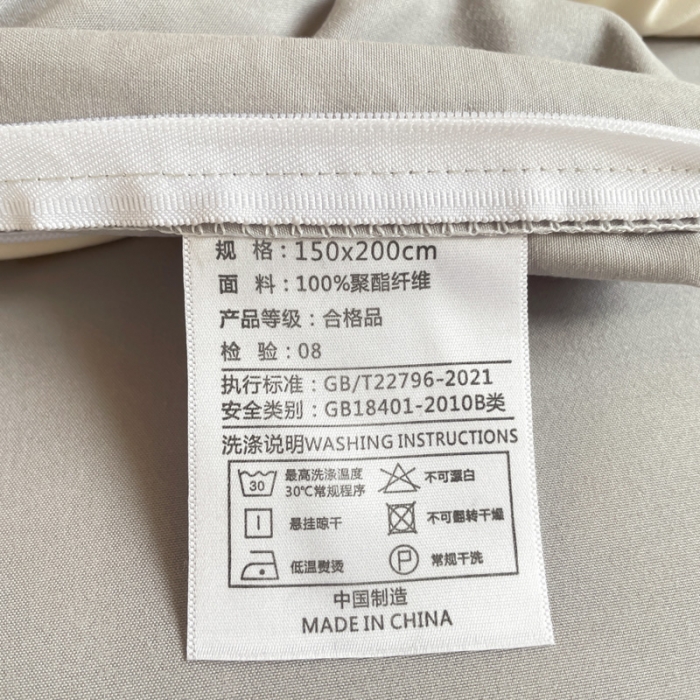 规 格：150x200cm
面 料：100%聚酯纤维
产品等级：合格品
检 验：08
执行标准：GB/T22796-2021
安全类别：GB18401-2010B类
洗涤说明WASHING INSTRUCTIONS
30 最高洗涤温度 不可漂白
30℃常规程序
悬挂晾干 不可翻转干燥
低温熨烫 P 常规干洗
中国制造
MADE IN CHINA